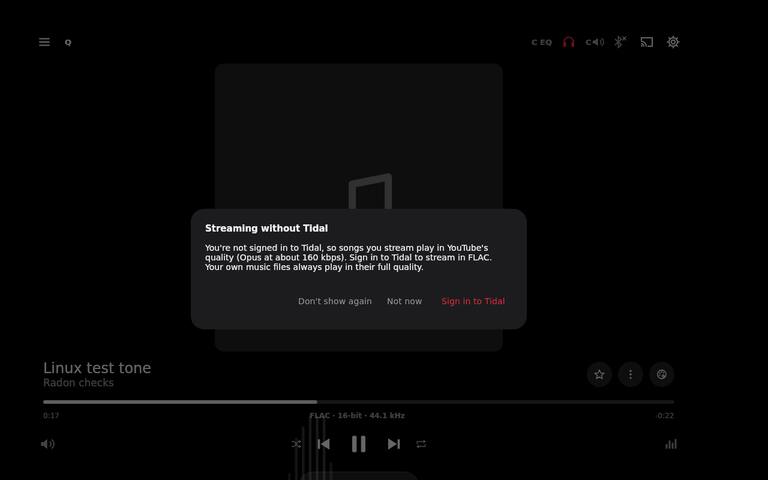 Q
C EQ
C
Streaming without Tidal
You're not signed in to Tidal, so songs you stream play in YouTube's
quality (Opus at about 160 kbps). Sign in to Tidal to stream in FLAC.
Your own music files always play in their full quality.
Don't show again Not now Sign in to Tidal
Linux test tone
Radon checks
0:17 FLAC · 16-bit · 44.1 kHz -0:22